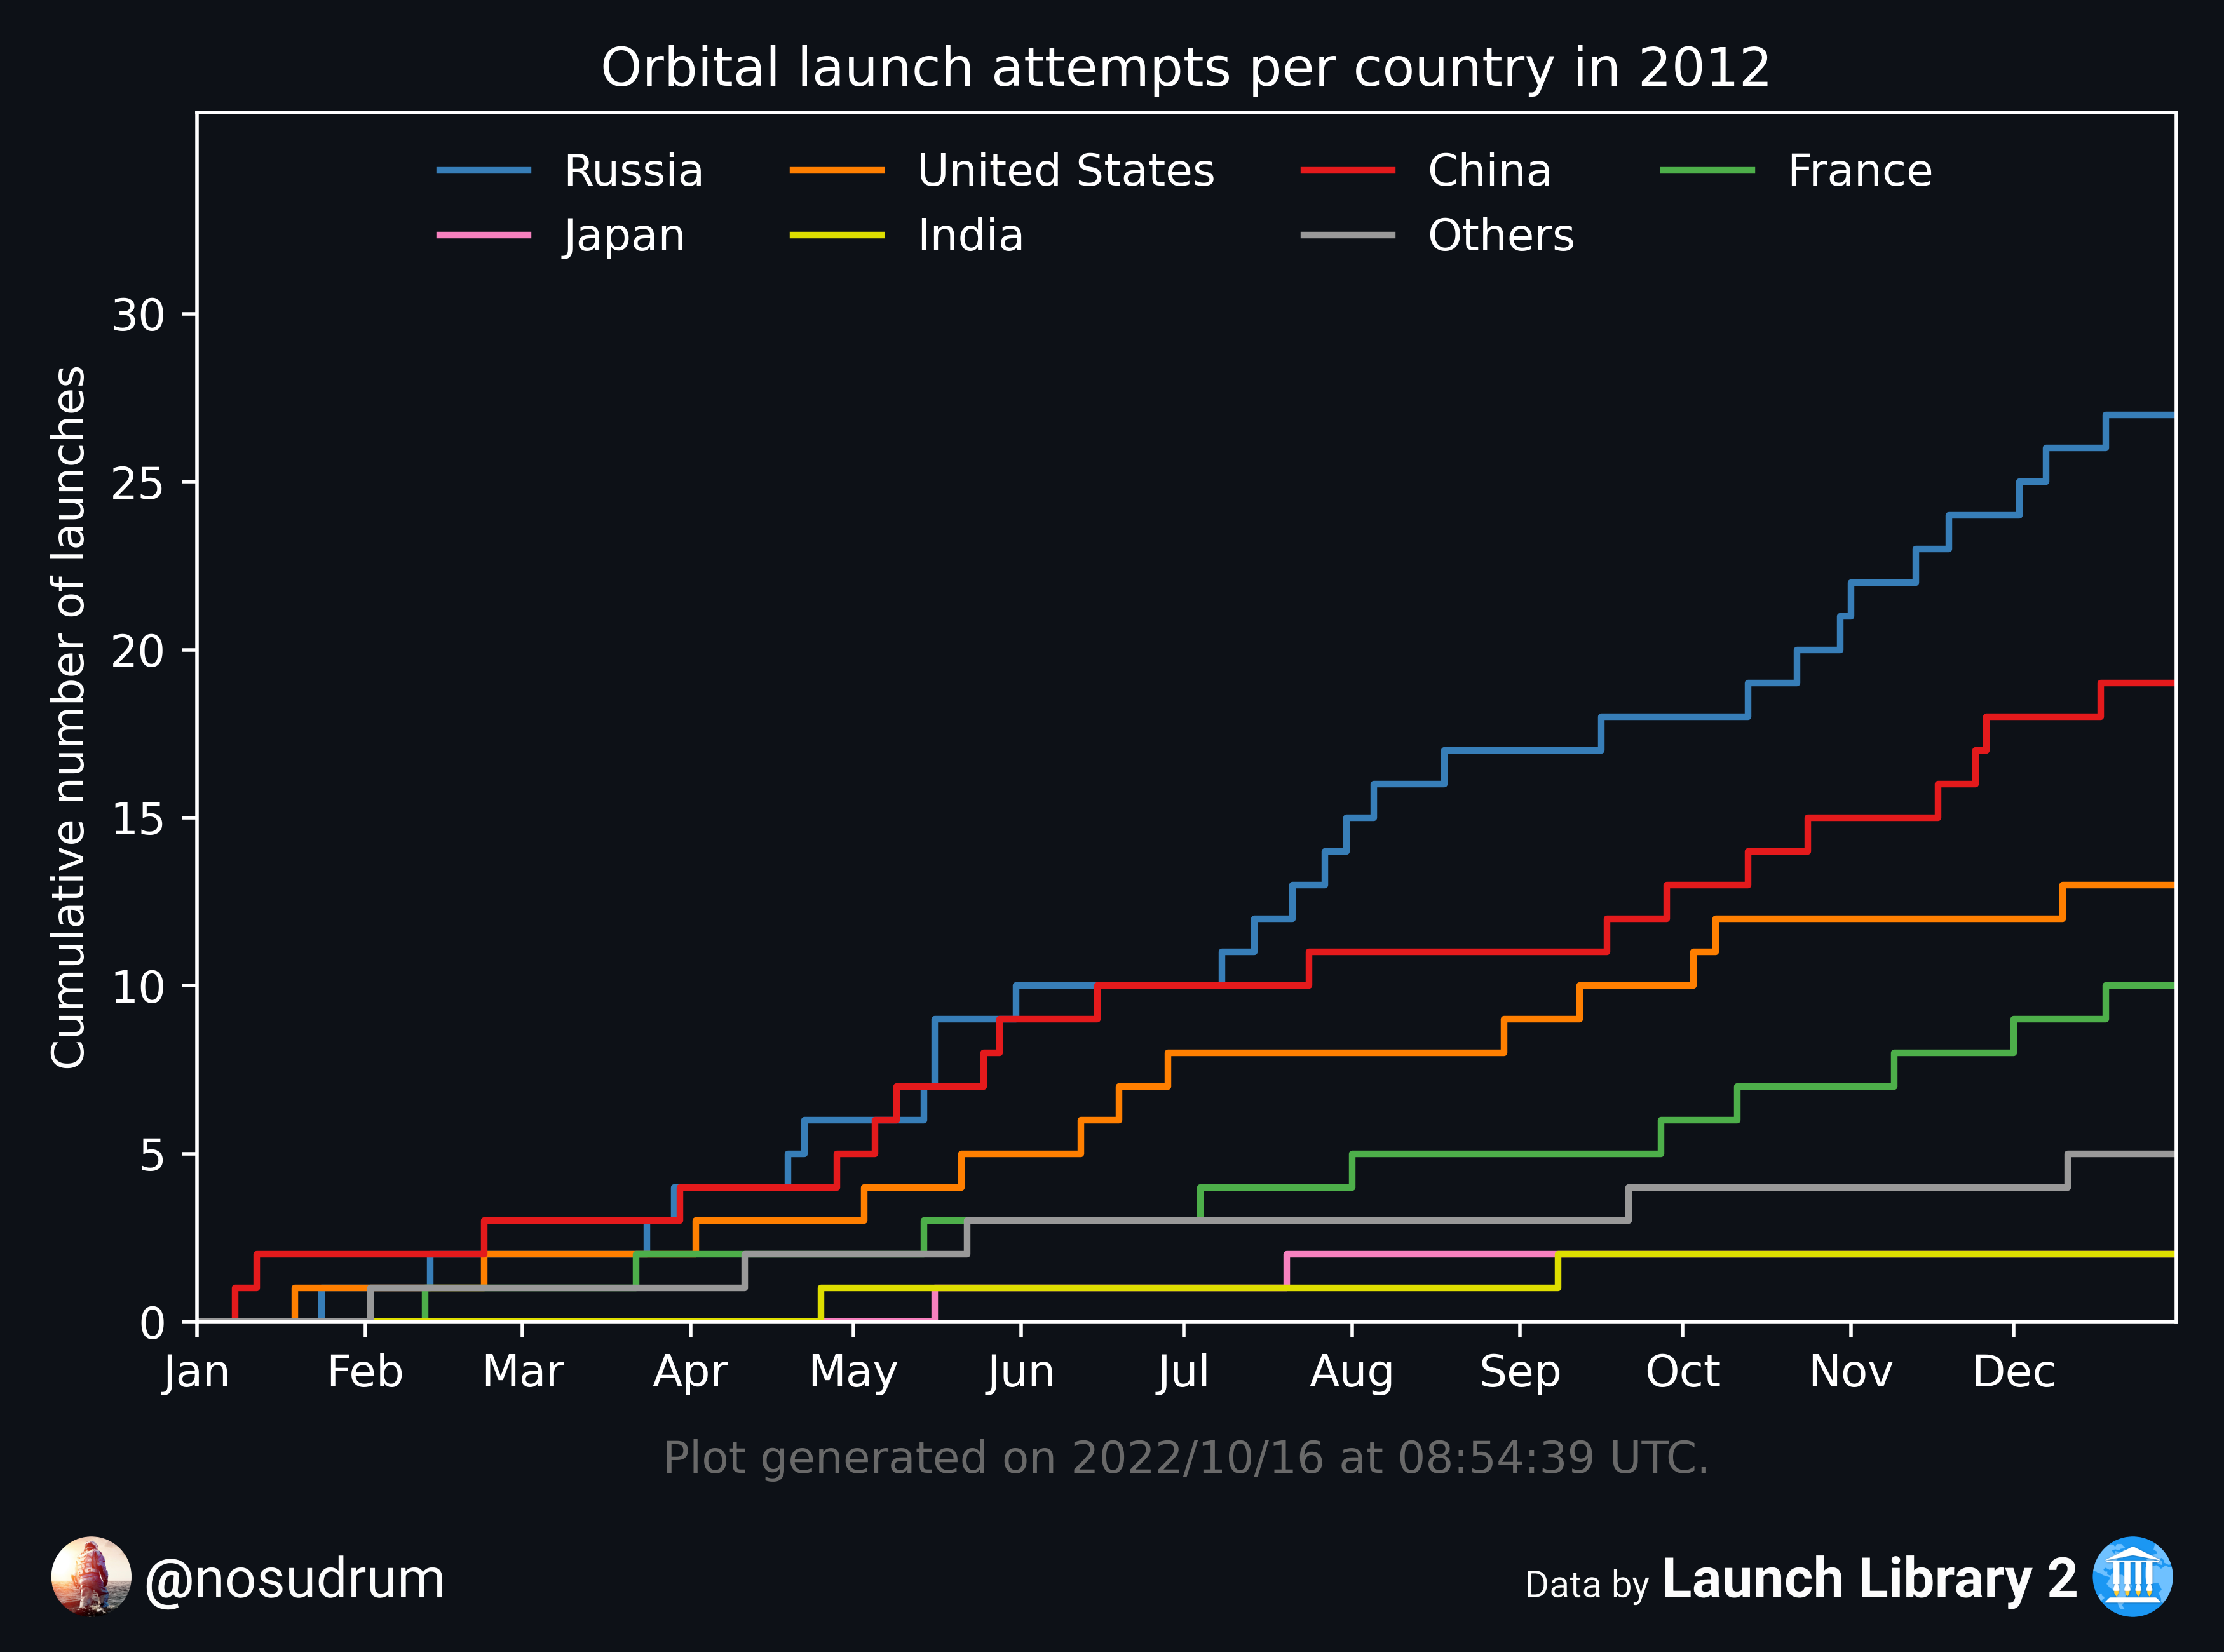 Orbital launch attempts per country in 2012
Russia United States China France
Japan India Others
Cumulative number of launches
30
25
20
15
10
5
0
Jan Feb Mar Apr May Jun Jul Aug Sep Oct Nov Dec
Plot generated on 2022/10/16 at 08:54:39 UTC.
@nosudrum
Data by Launch Library 2